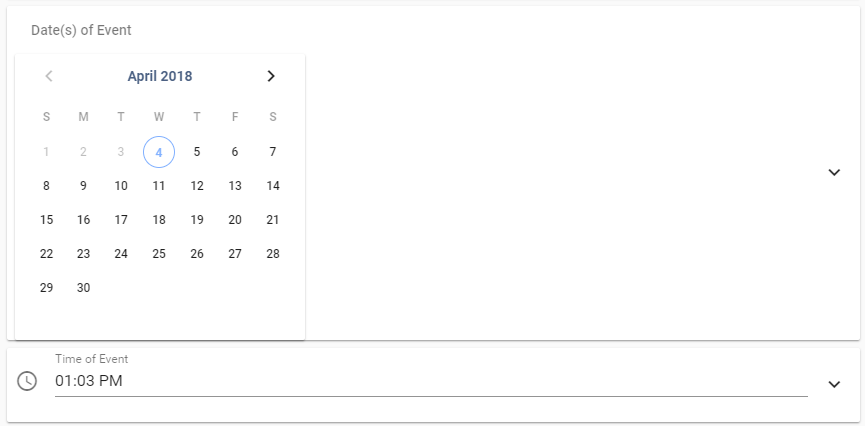 Date(s) of Event
April 2018
S M T W T F S
1 2 3 4 5 6 7
8 9 10 11 12 13 14
15 16 17 18 19 20 21
22 23 24 25 26 27 28
29 30
Time of Event
01:03 PM